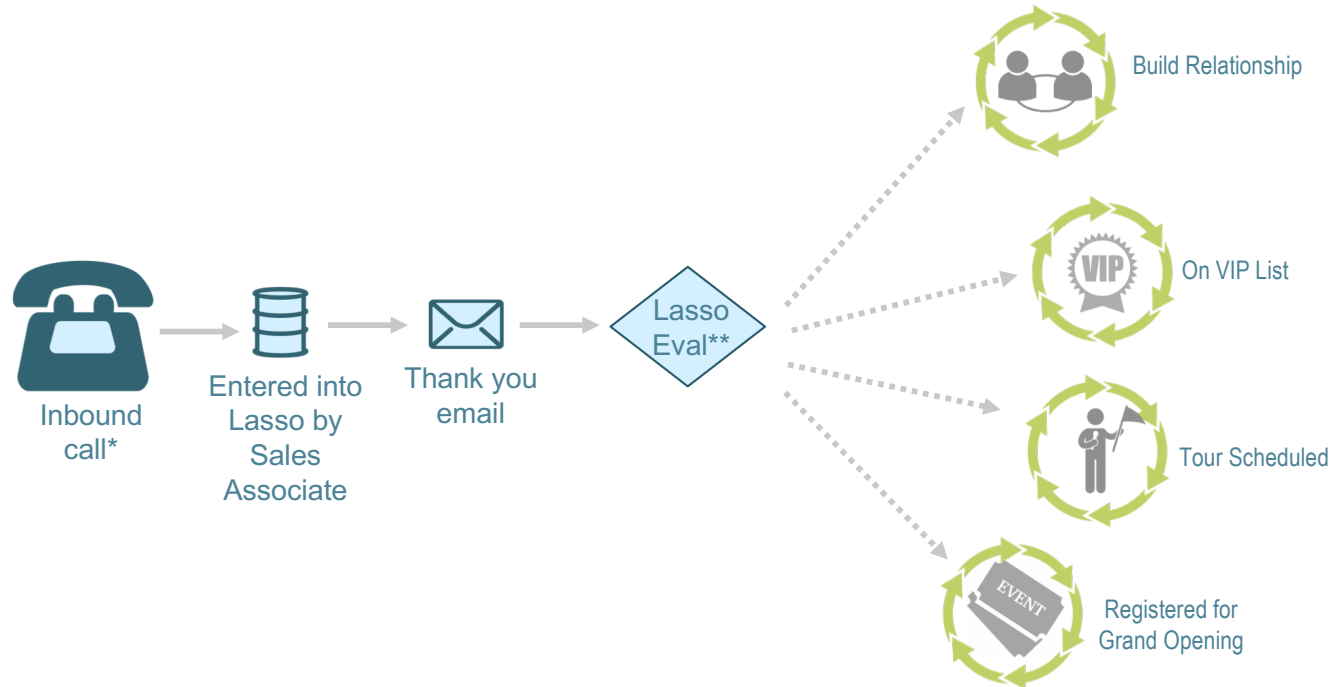 Inbound
call*
Entered into
Lasso by
Sales
Associate
Thank you
email
Lasso
Eval**
Build Relationship
VIP
On VIP List
Tour Scheduled
EVENT
Registered for
Grand Opening